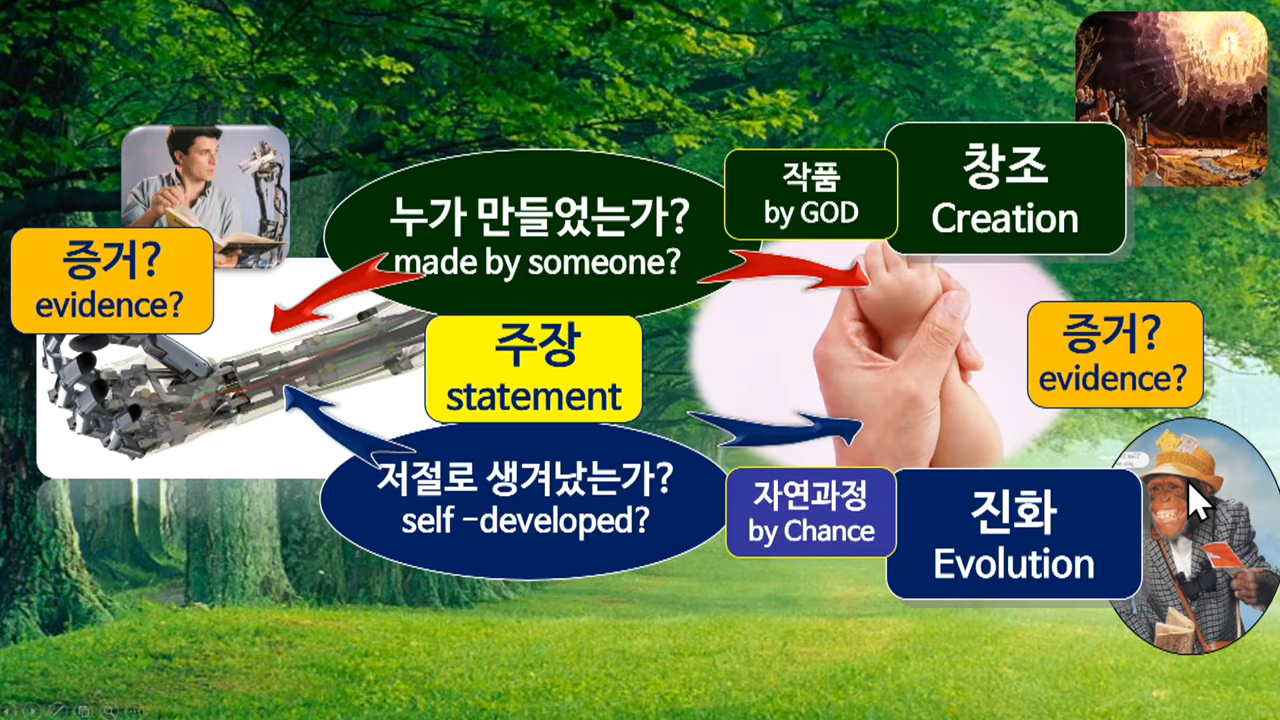 누가 만들었는가?
made by someone?
작품
by GOD
창조
Creation
증거?
evidence?
주장
statement
증거?
evidence?
저절로 생겨났는가?
self -developed?
자연과정
by Chance
진화
Evolution